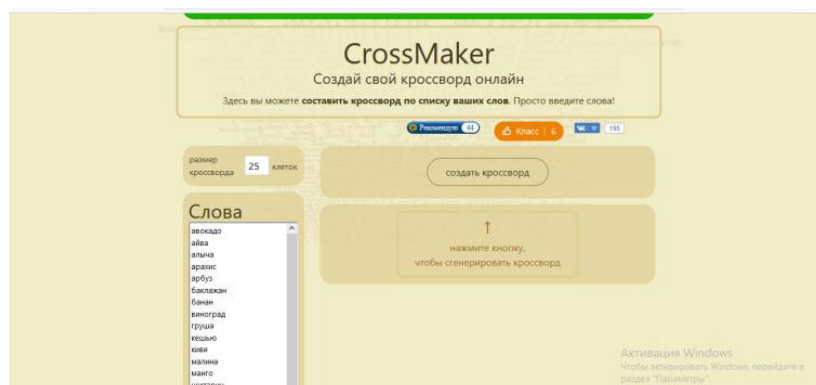 CrossMaker
Создай свой кроссворд онлайн
Здесь вы можете составить кроссворд по списку ваших слов. Просто введите слова!
Рекомендую 44
Класс 6
195
размер
кроссворда
25 клеток
создать кроссворд
Слова
авокадо
айва
алыча
арахис
арбуз
баклажан
банан
виноград
груша
кешью
киви
малина
манго
↑
нажмите кнопку,
чтобы сгенерировать кроссворд
Активация Windows
Чтобы активировать Windows, перейдите в
раздел "Параметры".